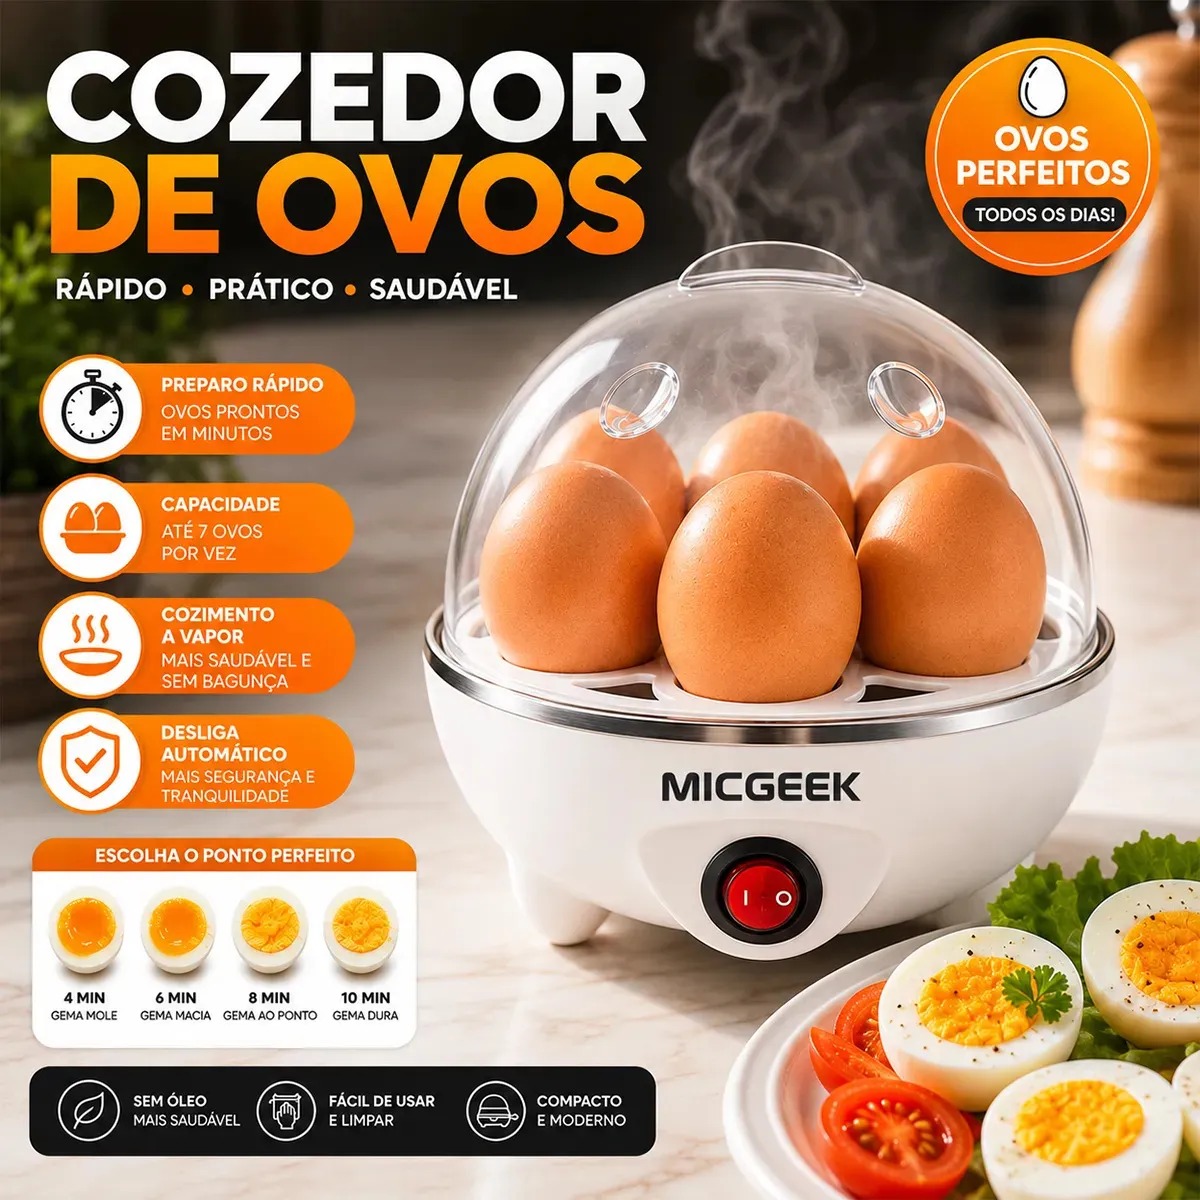 COZEDOR
DE OVOS
RÁPIDO • PRÁTICO • SAUDÁVEL
OVOS
PERFEITOS
TODOS OS DIAS!
PREPARO RÁPIDO
OVOS PRONTOS
EM MINUTOS
CAPACIDADE
ATÉ 7 OVOS
POR VEZ
COZIMENTO
A VAPOR
MAIS SAUDÁVEL E
SEM BAGUNÇA
DESLIGA
AUTOMÁTICO
MAIS SEGURANÇA E
TRANQUILIDADE
MICGEEK
I O
ESCOLHA O PONTO PERFEITO
4 MIN
GEMA MOLE
6 MIN
GEMA MACIA
8 MIN
GEMA AO PONTO
10 MIN
GEMA DURA
SEM ÓLEO
MAIS SAUDÁVEL
FÁCIL DE USAR
E LIMPAR
COMPACTO
E MODERNO